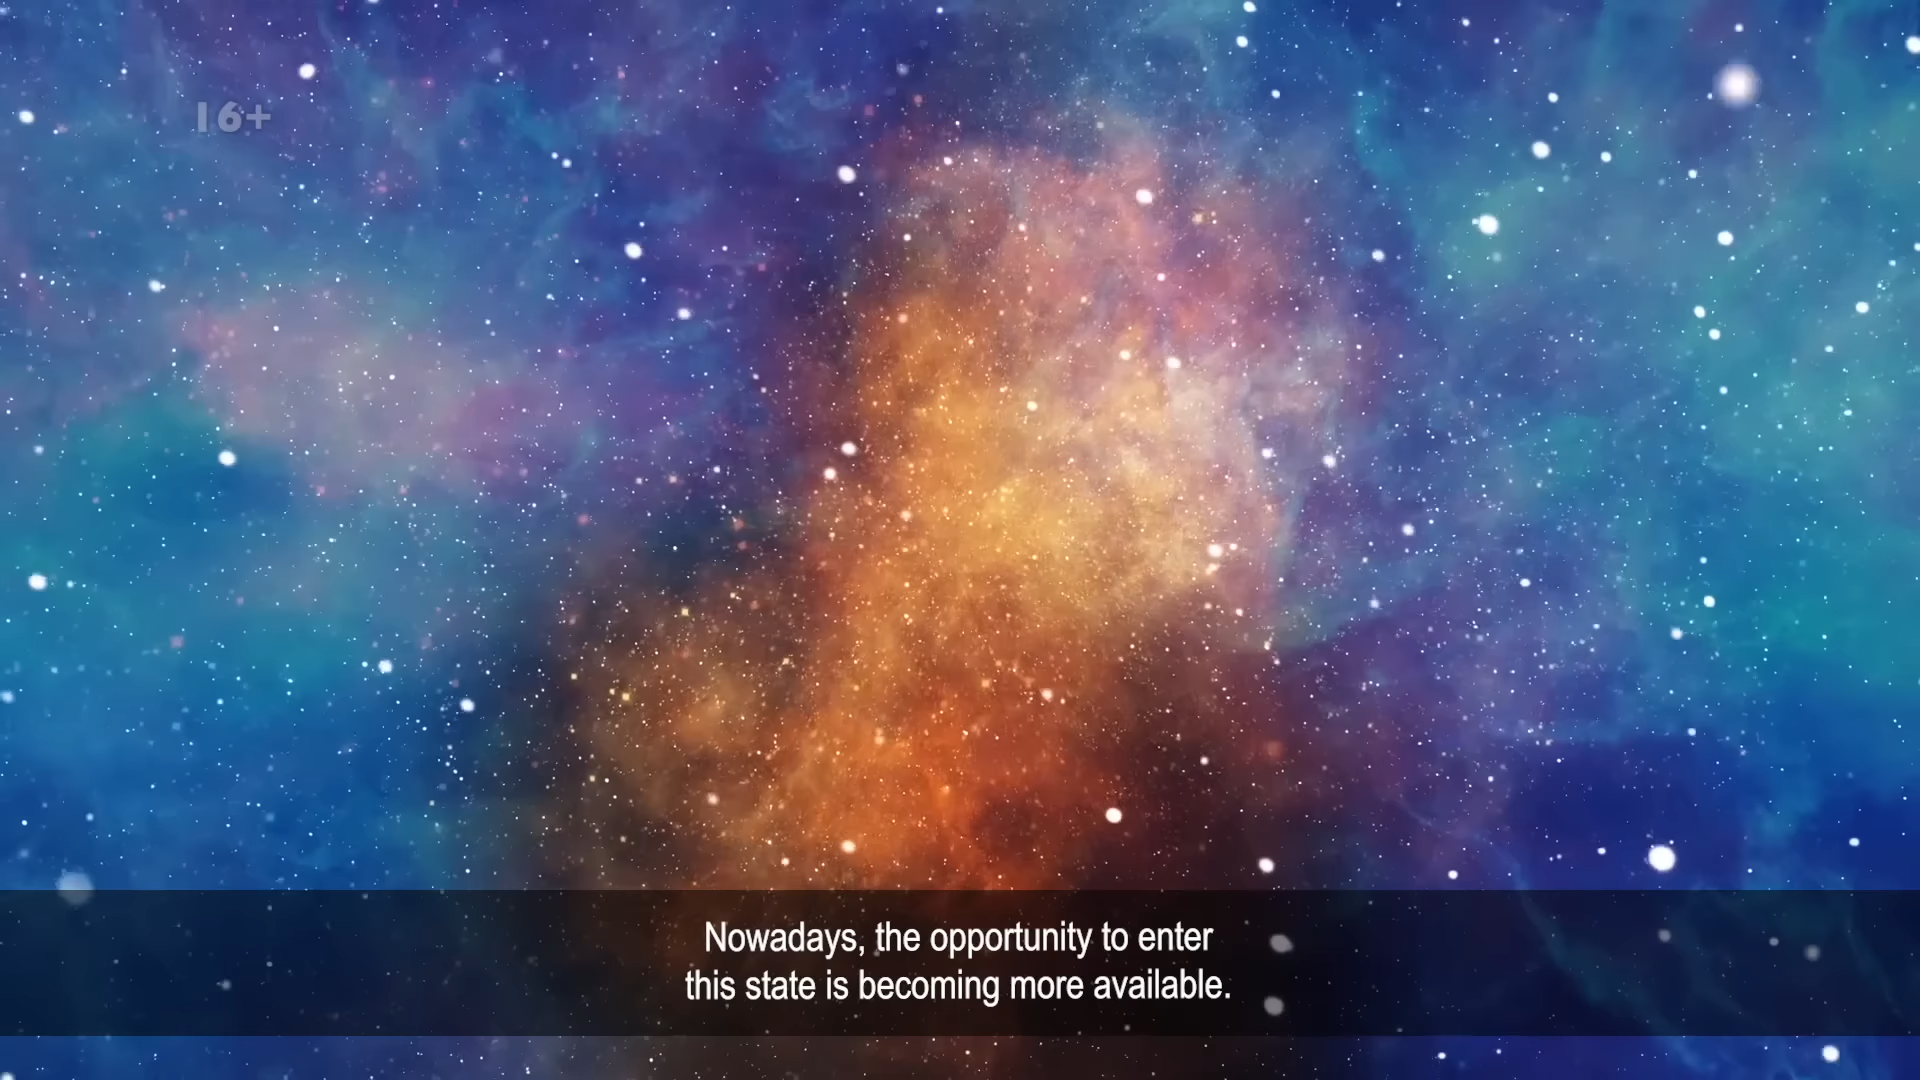 16+
Nowadays, the opportunity to enter
this state is becoming more available.